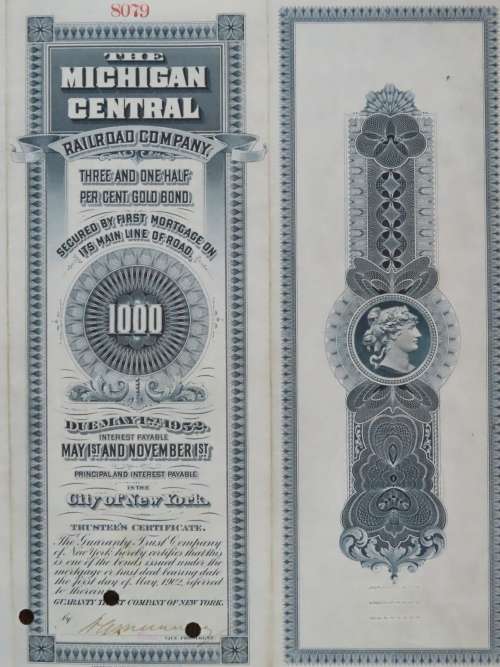 8079
THE
MICHIGAN
CENTRAL
RAILROAD COMPANY.
THREE AND ONE HALF
PER CENT GOLD BOND
SECURED BY FIRST MORTGAGE ON
ITS MAIN LINE OF ROAD.
1000
DUE MAY 1ST, 1952,
INTEREST PAYABLE
MAY 1ST AND NOVEMBER 1ST
PRINCIPAL AND INTEREST PAYABLE
IN THE
City of New York.
TRUSTEE'S CERTIFICATE.
The Guaranty Trust Company
of New York hereby certifies that this
is one of the bonds issued under the
mortgage or trust deed bearing date
the first day of May, 1902, referred
to therein.
GUARANTY TRUST COMPANY OF NEW YORK.
By
VICE PRESIDENT